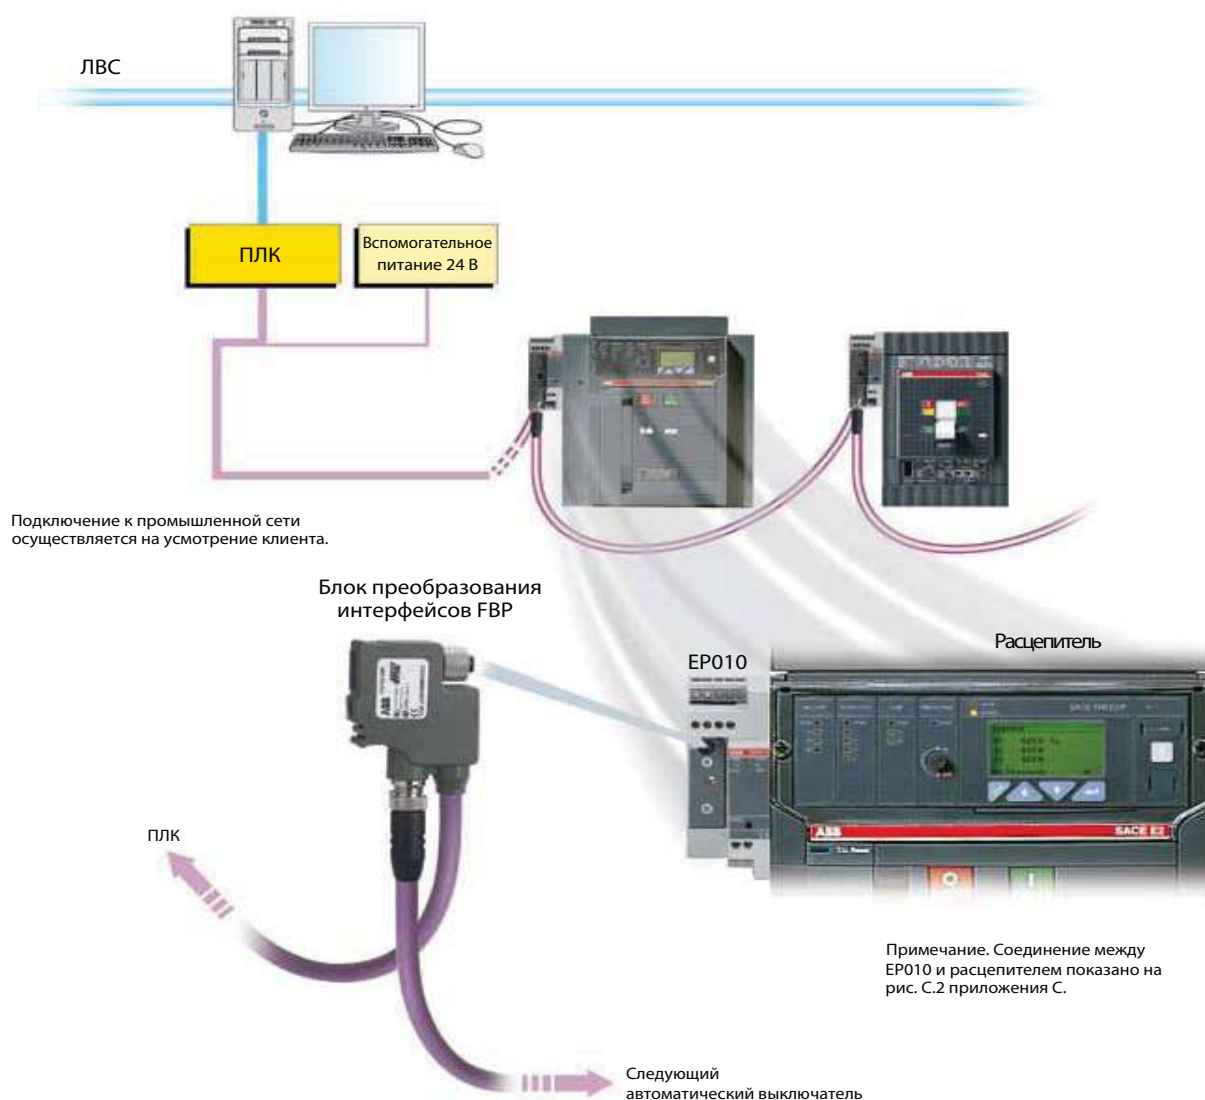 ЛВС
ПЛК
Вспомогательное
питание 24 В
Подключение к промышленной сети
осуществляется на усмотрение клиента.
Блок преобразования
интерфейсов FBP
EP010
Расцепитель
ABB
ABB
SACE E2
ПЛК
Примечание. Соединение между
EP010 и расцепителем показано на
рис. C.2 приложения C.
Следующий
автоматический выключатель